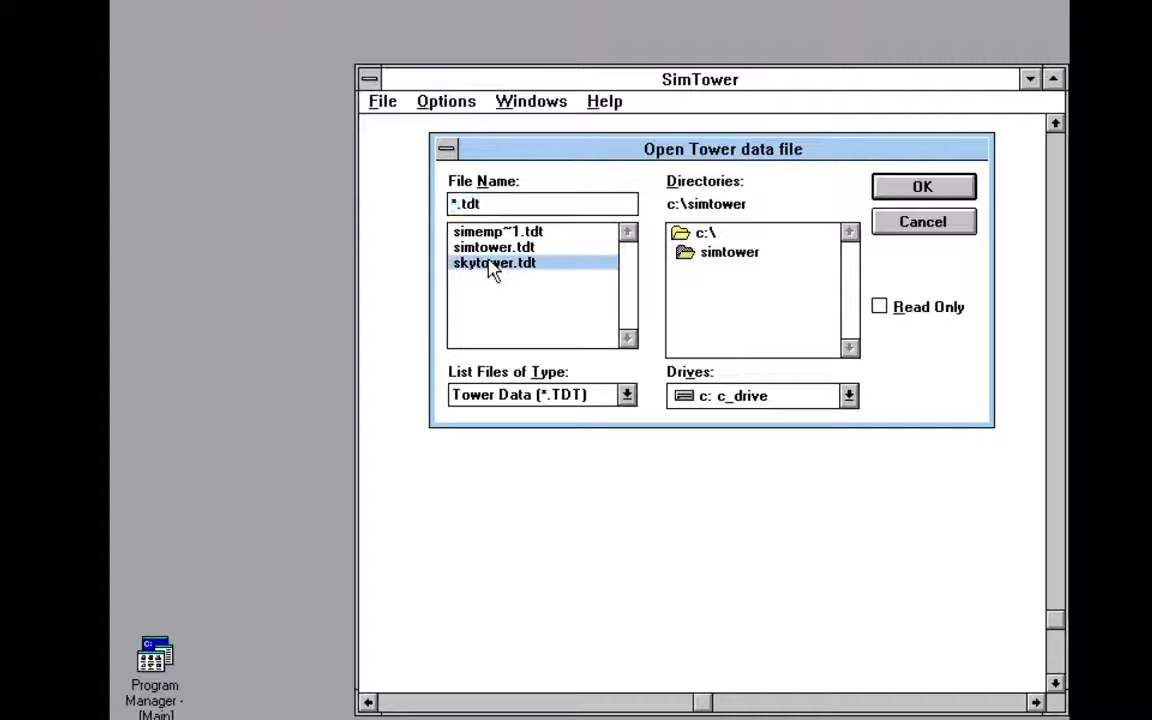 SimTower
File Options Windows Help
Open Tower data file
File Name:
*.tdt
simemp~1.tdt
simtower.tdt
skytower.tdt
List Files of Type:
Tower Data (*.TDT)
Directories:
c:\simtower
c:\
simtower
Drives:
c: c_drive
OK
Cancel
Read Only
C:\
Program
Manager -
[Main]